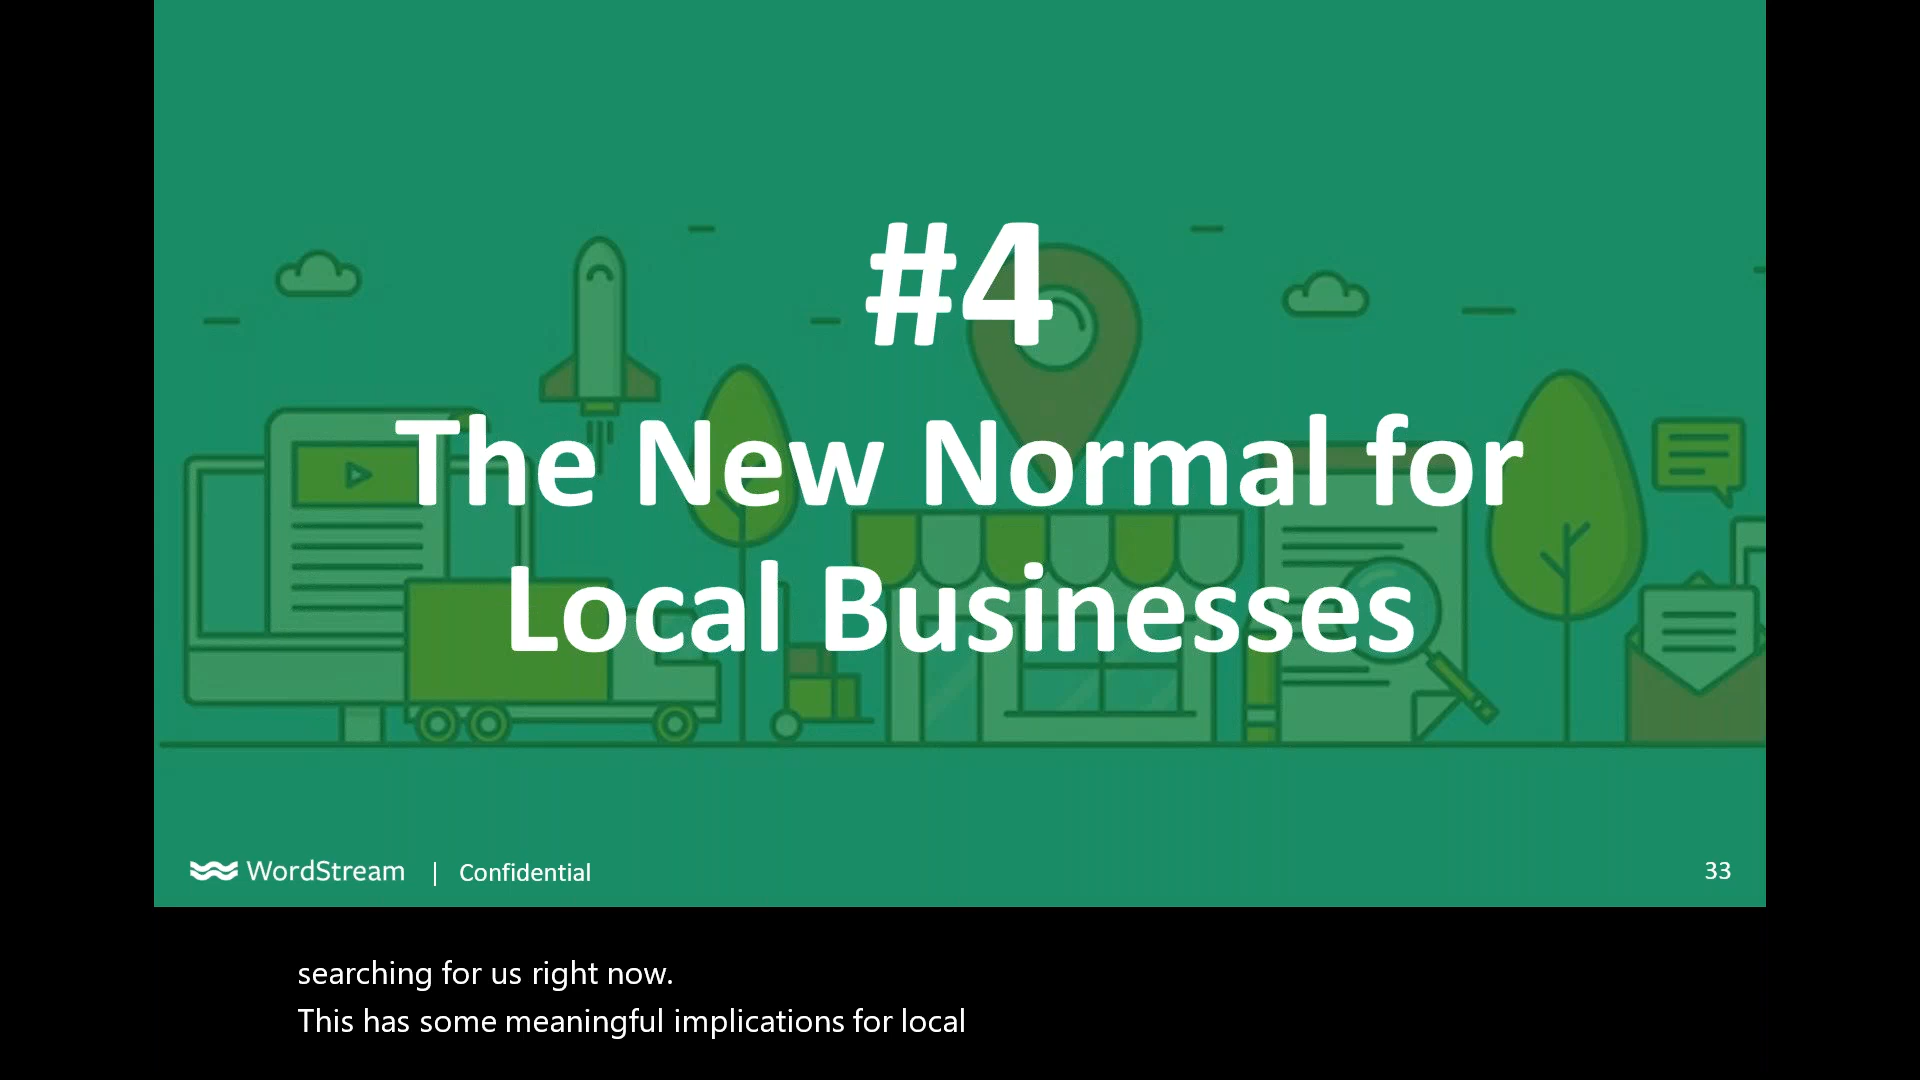 #4
The New Normal for
Local Businesses
WordStream | Confidential
33
searching for us right now.
This has some meaningful implications for local